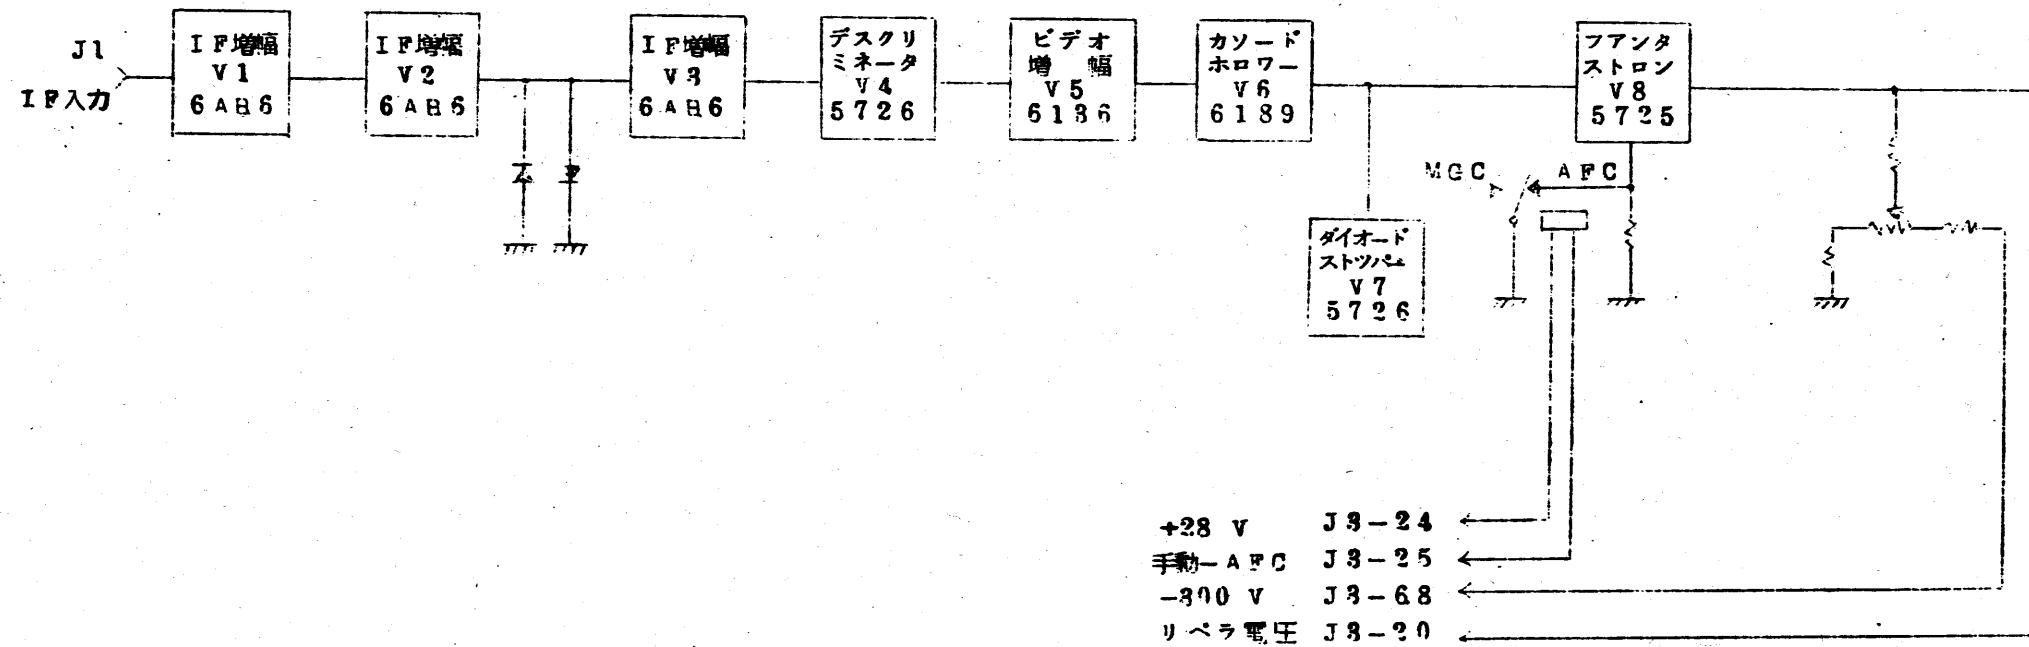 J1
IF入力
IF増幅
V1
6AH6
IF増幅
V2
6AH6
IF増幅
V3
6AH6
デスクリ
ミネータ
V4
5726
ビデオ
増幅
V5
6136
カソード
ホロワー
V6
6189
フアンタ
ストロン
V8
5725
MGC
AFC
ダイオード
ストツパー
V7
5726
+28 V J3-24
手動-AFC J3-25
-300 V J3-68
リペラ電圧 J3-20